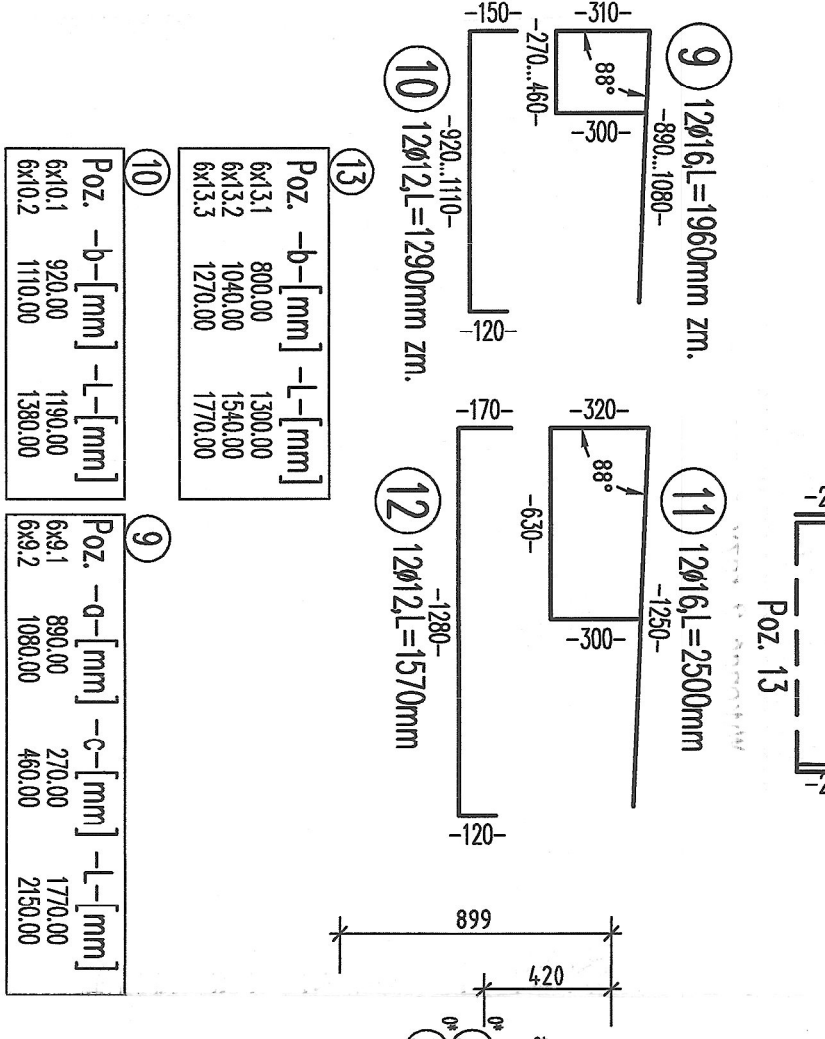 -150-
-310-
-270...460-
88°
-300-
-890...1080-
9
12ø16,L=1960mm zm.
10
12ø12,L=1290mm zm.
-920...1110-
-120-
-170-
-320-
88°
-630-
-300-
-1250-
11
12ø16,L=2500mm
12
12ø12,L=1570mm
-1280-
-120-
Poz. 13
13
Poz. -b-[mm] -L-[mm]
6x13.1 800.00 1300.00
6x13.2 1040.00 1540.00
6x13.3 1270.00 1770.00
10
Poz. -b-[mm] -L-[mm]
6x10.1 920.00 1190.00
6x10.2 1110.00 1380.00
9
Poz. -a-[mm] -c-[mm] -L-[mm]
6x9.1 890.00 270.00 1770.00
6x9.2 1080.00 460.00 2150.00
899
420